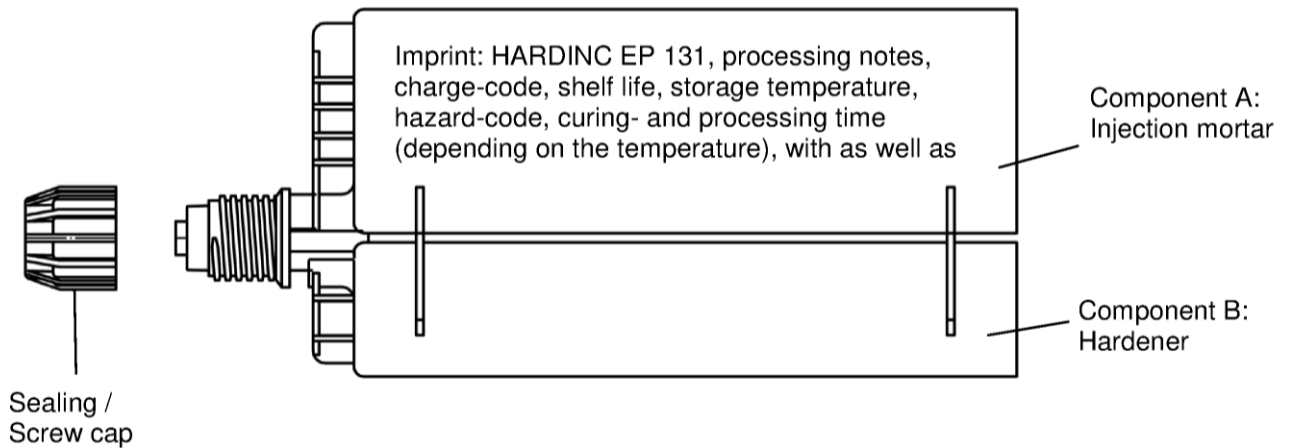 Imprint: HARDINC EP 131, processing notes,
charge-code, shelf life, storage temperature,
hazard-code, curing- and processing time
(depending on the temperature), with as well as
Component A:
Injection mortar
Component B:
Hardener
Sealing /
Screw cap